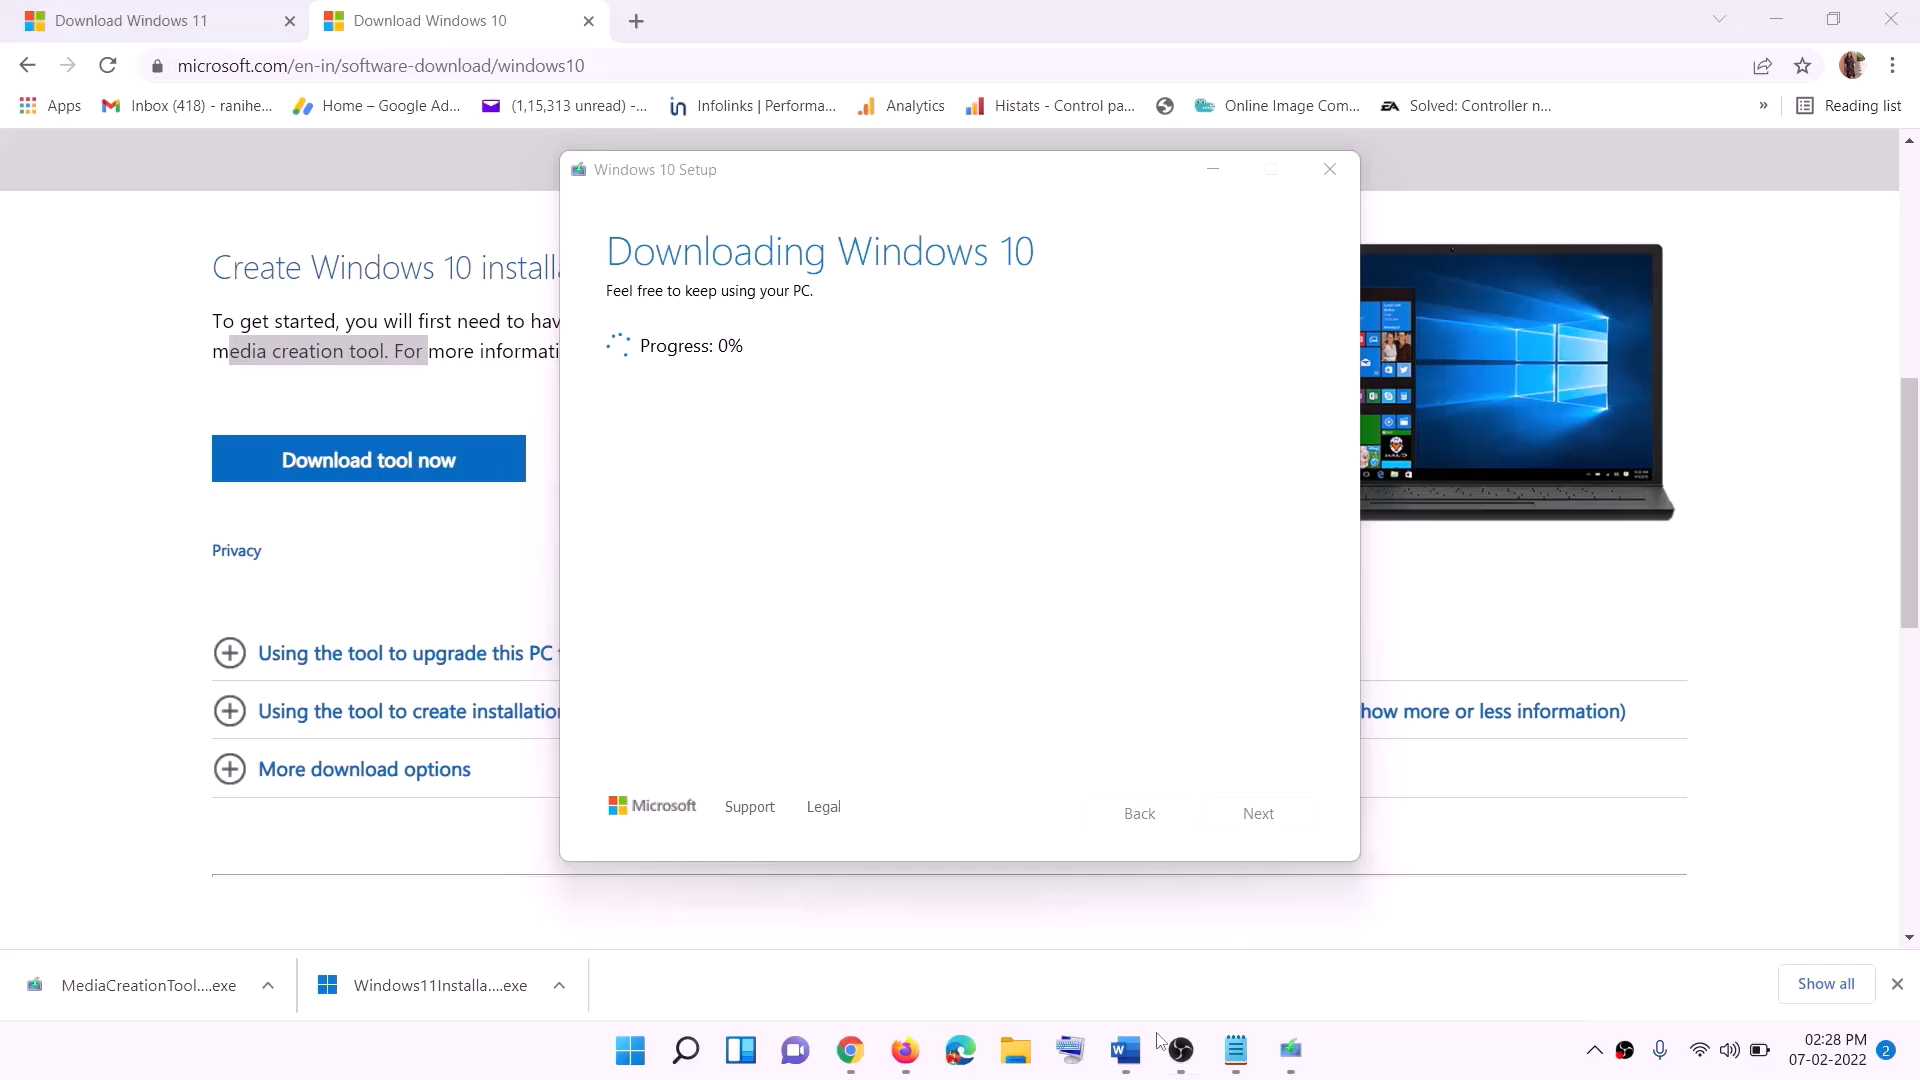 Download Windows 11
Download Windows 10
microsoft.com/en-in/software-download/windows10
Apps
Inbox (418) - ranihe...
Home – Google Ad...
(1,15,313 unread) -...
Infolinks | Performa...
Analytics
Histats - Control pa...
Online Image Com...
Solved: Controller n...
»
Reading list
Windows 10 Setup
Downloading Windows 10
Feel free to keep using your PC.
Progress: 0%
Create Windows 10 install
To get started, you will first need to hav
media creation tool. For more informati
Download tool now
Privacy
Using the tool to upgrade this PC
Using the tool to create installation
how more or less information)
More download options
Microsoft
Support
Legal
Back
Next
MediaCreationTool....exe
Windows11Installa....exe
Show all
02:28 PM
07-02-2022
2